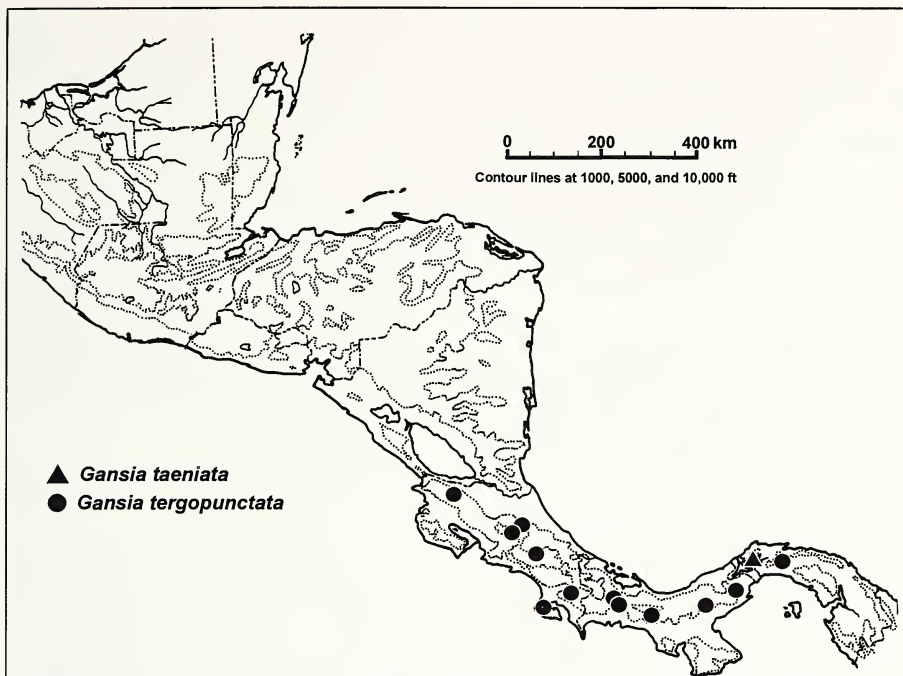 0 200 400 km
Contour lines at 1000, 5000, and 10,000 ft
Gansia taeniata
Gansia tergopunctata